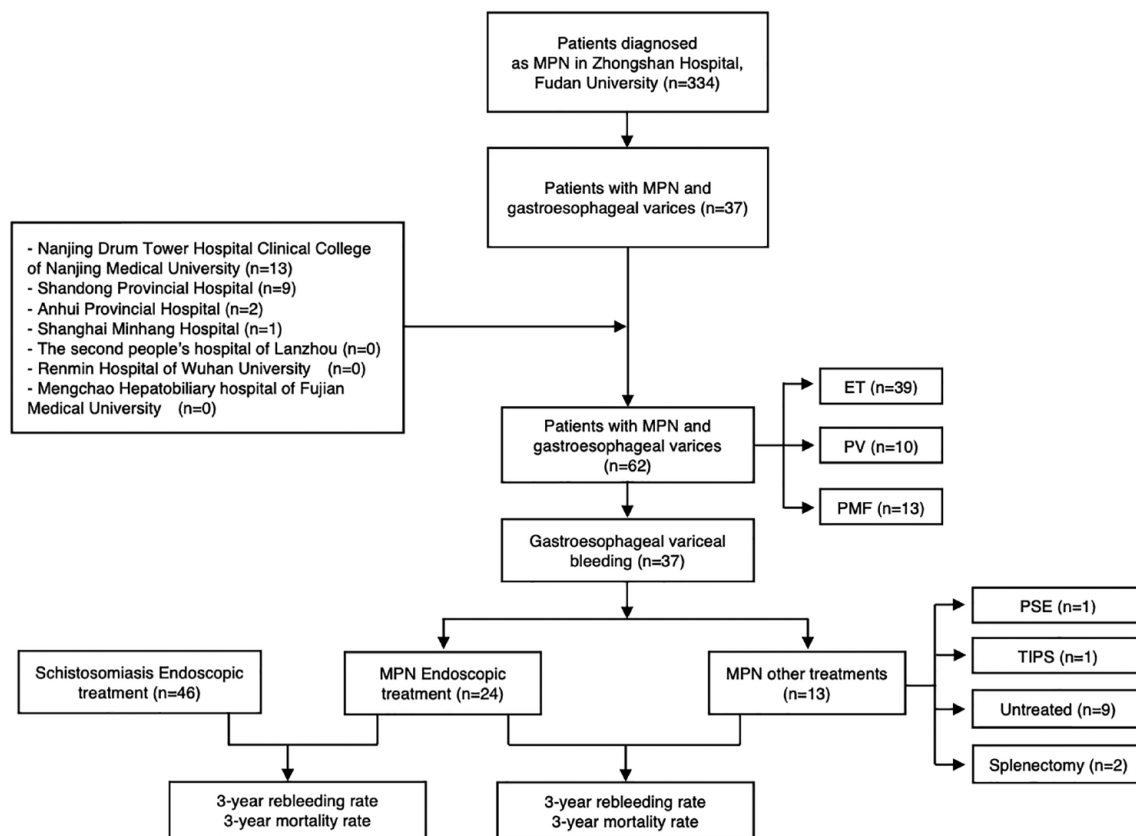 Patients diagnosed
as MPN in Zhongshan Hospital,
Fudan University (n=334)
Patients with MPN and
gastroesophageal varices (n=37)
- Nanjing Drum Tower Hospital Clinical College
of Nanjing Medical University (n=13)
- Shandong Provincial Hospital (n=9)
- Anhui Provincial Hospital (n=2)
- Shanghai Minhang Hospital (n=1)
- The second people's hospital of Lanzhou (n=0)
- Renmin Hospital of Wuhan University (n=0)
- Mengchao Hepatobiliary hospital of Fujian
Medical University (n=0)
Patients with MPN and
gastroesophageal varices
(n=62)
ET (n=39)
PV (n=10)
PMF (n=13)
Gastroesophageal variceal
bleeding (n=37)
Schistosomiasis Endoscopic
treatment (n=46)
MPN Endoscopic
treatment (n=24)
MPN other treatments
(n=13)
PSE (n=1)
TIPS (n=1)
Untreated (n=9)
Splenectomy (n=2)
3-year rebleeding rate
3-year mortality rate
3-year rebleeding rate
3-year mortality rate